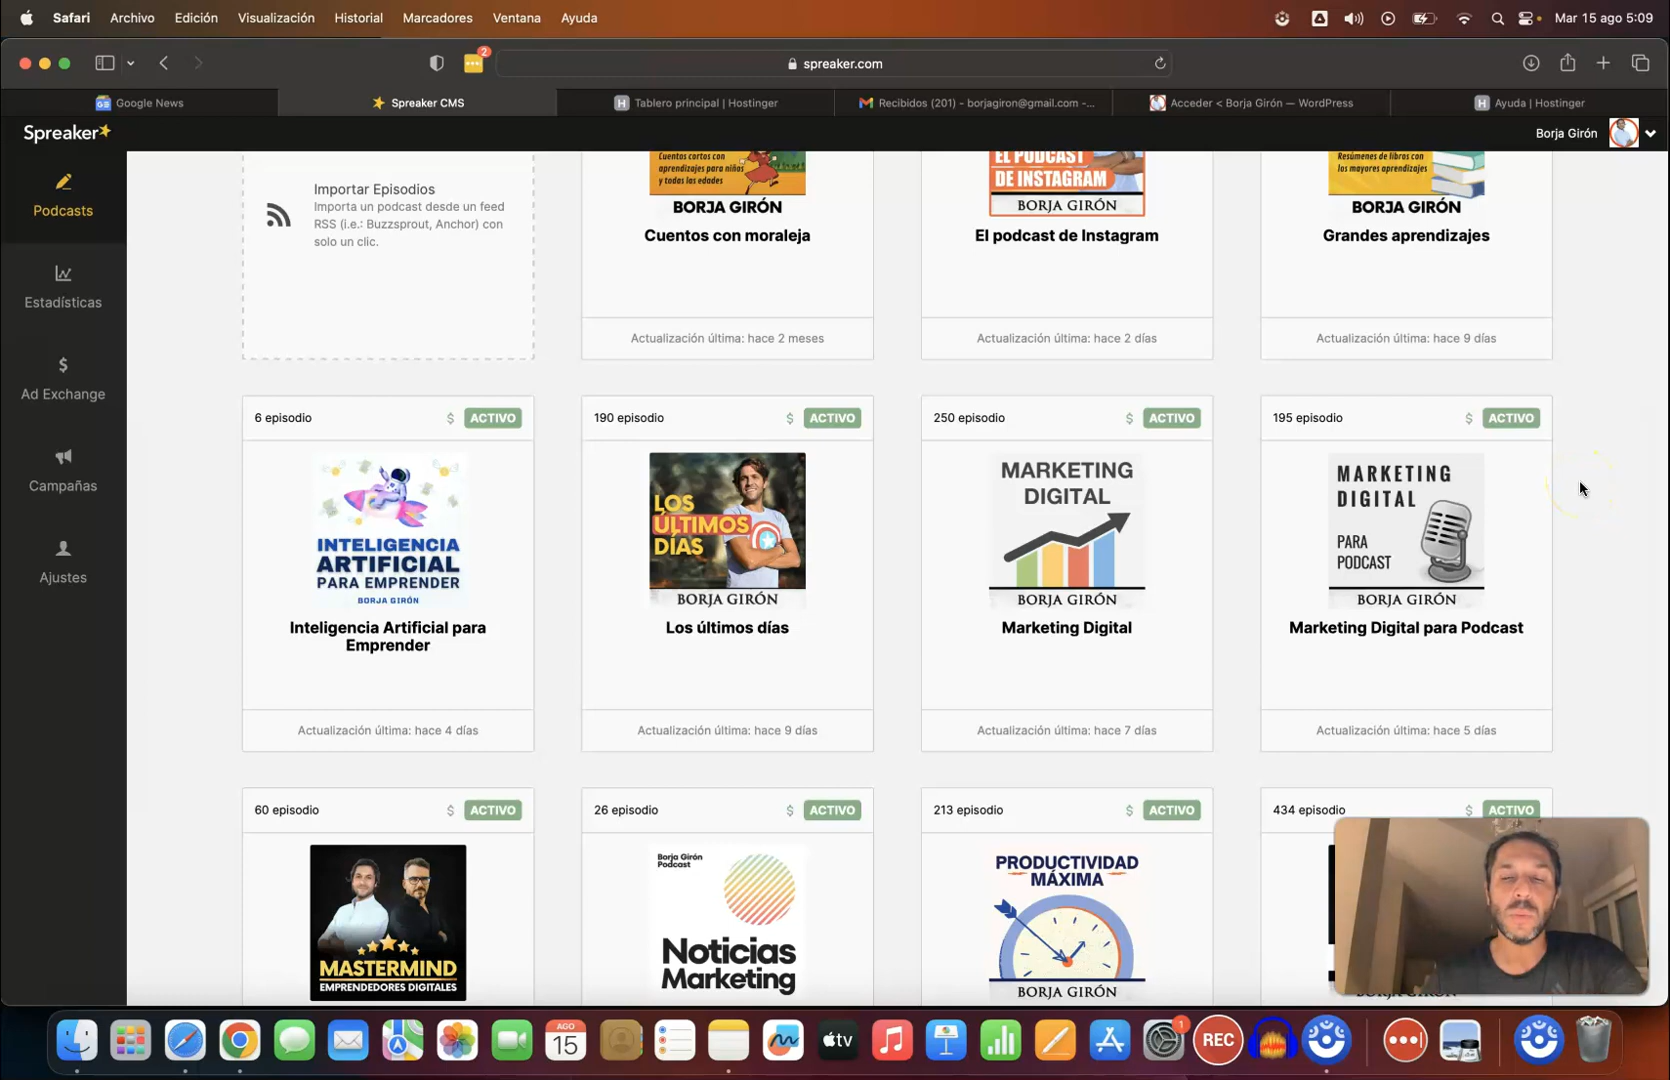 Safari Archivo Edición Visualización Historial Marcadores Ventana Ayuda
Mar 15 ago 5:09
2
spreaker.com
Google News
Spreaker CMS
Tablero principal | Hostinger
Recibidos (201) - borjagiron@gmail.com -...
Acceder < Borja Girón — WordPress
Ayuda | Hostinger
Spreaker
Borja Girón
Podcasts
Estadísticas
Ad Exchange
Campañas
Ajustes
Importar Episodios
Importa un podcast desde un feed
RSS (i.e.: Buzzsprout, Anchor) con
solo un clic.
Cuentos cortos con
aprendizajes para niños
y todas las edades
BORJA GIRÓN
Cuentos con moraleja
Actualización última: hace 2 meses
EL PODCAST
DE INSTAGRAM
BORJA GIRÓN
El podcast de Instagram
Actualización última: hace 2 días
Resúmenes de libros con
los mayores aprendizajes
BORJA GIRÓN
Grandes aprendizajes
Actualización última: hace 9 días
6 episodio $ ACTIVO
INTELIGENCIA
ARTIFICIAL
PARA EMPRENDER
BORJA GIRÓN
Inteligencia Artificial para
Emprender
Actualización última: hace 4 días
190 episodio $ ACTIVO
LOS
ÚLTIMOS
DÍAS
BORJA GIRÓN
Los últimos días
Actualización última: hace 9 días
250 episodio $ ACTIVO
MARKETING
DIGITAL
BORJA GIRÓN
Marketing Digital
Actualización última: hace 7 días
195 episodio $ ACTIVO
MARKETING
DIGITAL
PARA
PODCAST
BORJA GIRÓN
Marketing Digital para Podcast
Actualización última: hace 5 días
60 episodio $ ACTIVO
MASTERMIND
EMPRENDEDORES DIGITALES
26 episodio $ ACTIVO
Borja Girón
Podcast
Noticias
Marketing
213 episodio $ ACTIVO
PRODUCTIVIDAD
MÁXIMA
BORJA GIRÓN
434 episodio $ ACTIVO
AGO
15
tv
1
REC